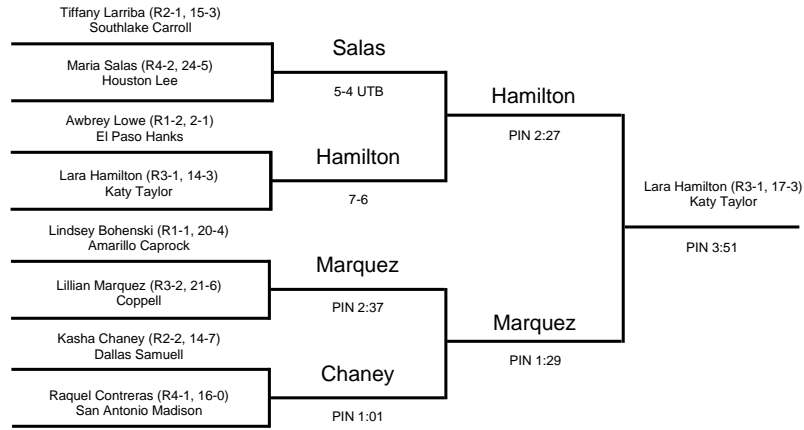 Tiffany Larriba (R2-1, 15-3)
Southlake Carroll
Salas
Maria Salas (R4-2, 24-5)
Houston Lee
5-4 UTB
Hamilton
Awbrey Lowe (R1-2, 2-1)
El Paso Hanks
PIN 2:27
Hamilton
Lara Hamilton (R3-1, 14-3)
Katy Taylor
7-6
Lara Hamilton (R3-1, 17-3)
Katy Taylor
Lindsey Bohenski (R1-1, 20-4)
Amarillo Caprock
PIN 3:51
Marquez
Lillian Marquez (R3-2, 21-6)
Coppell
PIN 2:37
Marquez
Kasha Chaney (R2-2, 14-7)
Dallas Samuell
PIN 1:29
Chaney
Raquel Contreras (R4-1, 16-0)
San Antonio Madison
PIN 1:01